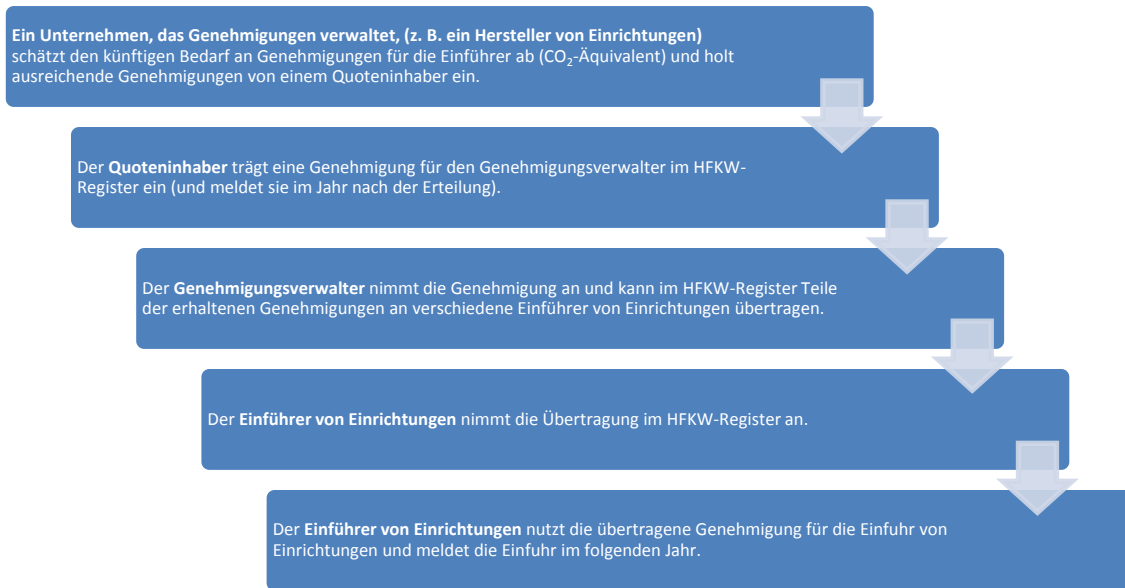 Ein Unternehmen, das Genehmigungen verwaltet, (z. B. ein Hersteller von Einrichtungen)
schätzt den künftigen Bedarf an Genehmigungen für die Einführer ab (CO₂-Äquivalent) und holt
ausreichende Genehmigungen von einem Quoteninhaber ein.
Der Quoteninhaber trägt eine Genehmigung für den Genehmigungsverwalter im HFKW-
Register ein (und meldet sie im Jahr nach der Erteilung).
Der Genehmigungsverwalter nimmt die Genehmigung an und kann im HFKW-Register Teile
der erhaltenen Genehmigungen an verschiedene Einführer von Einrichtungen übertragen.
Der Einführer von Einrichtungen nimmt die Übertragung im HFKW-Register an.
Der Einführer von Einrichtungen nutzt die übertragene Genehmigung für die Einfuhr von
Einrichtungen und meldet die Einfuhr im folgenden Jahr.